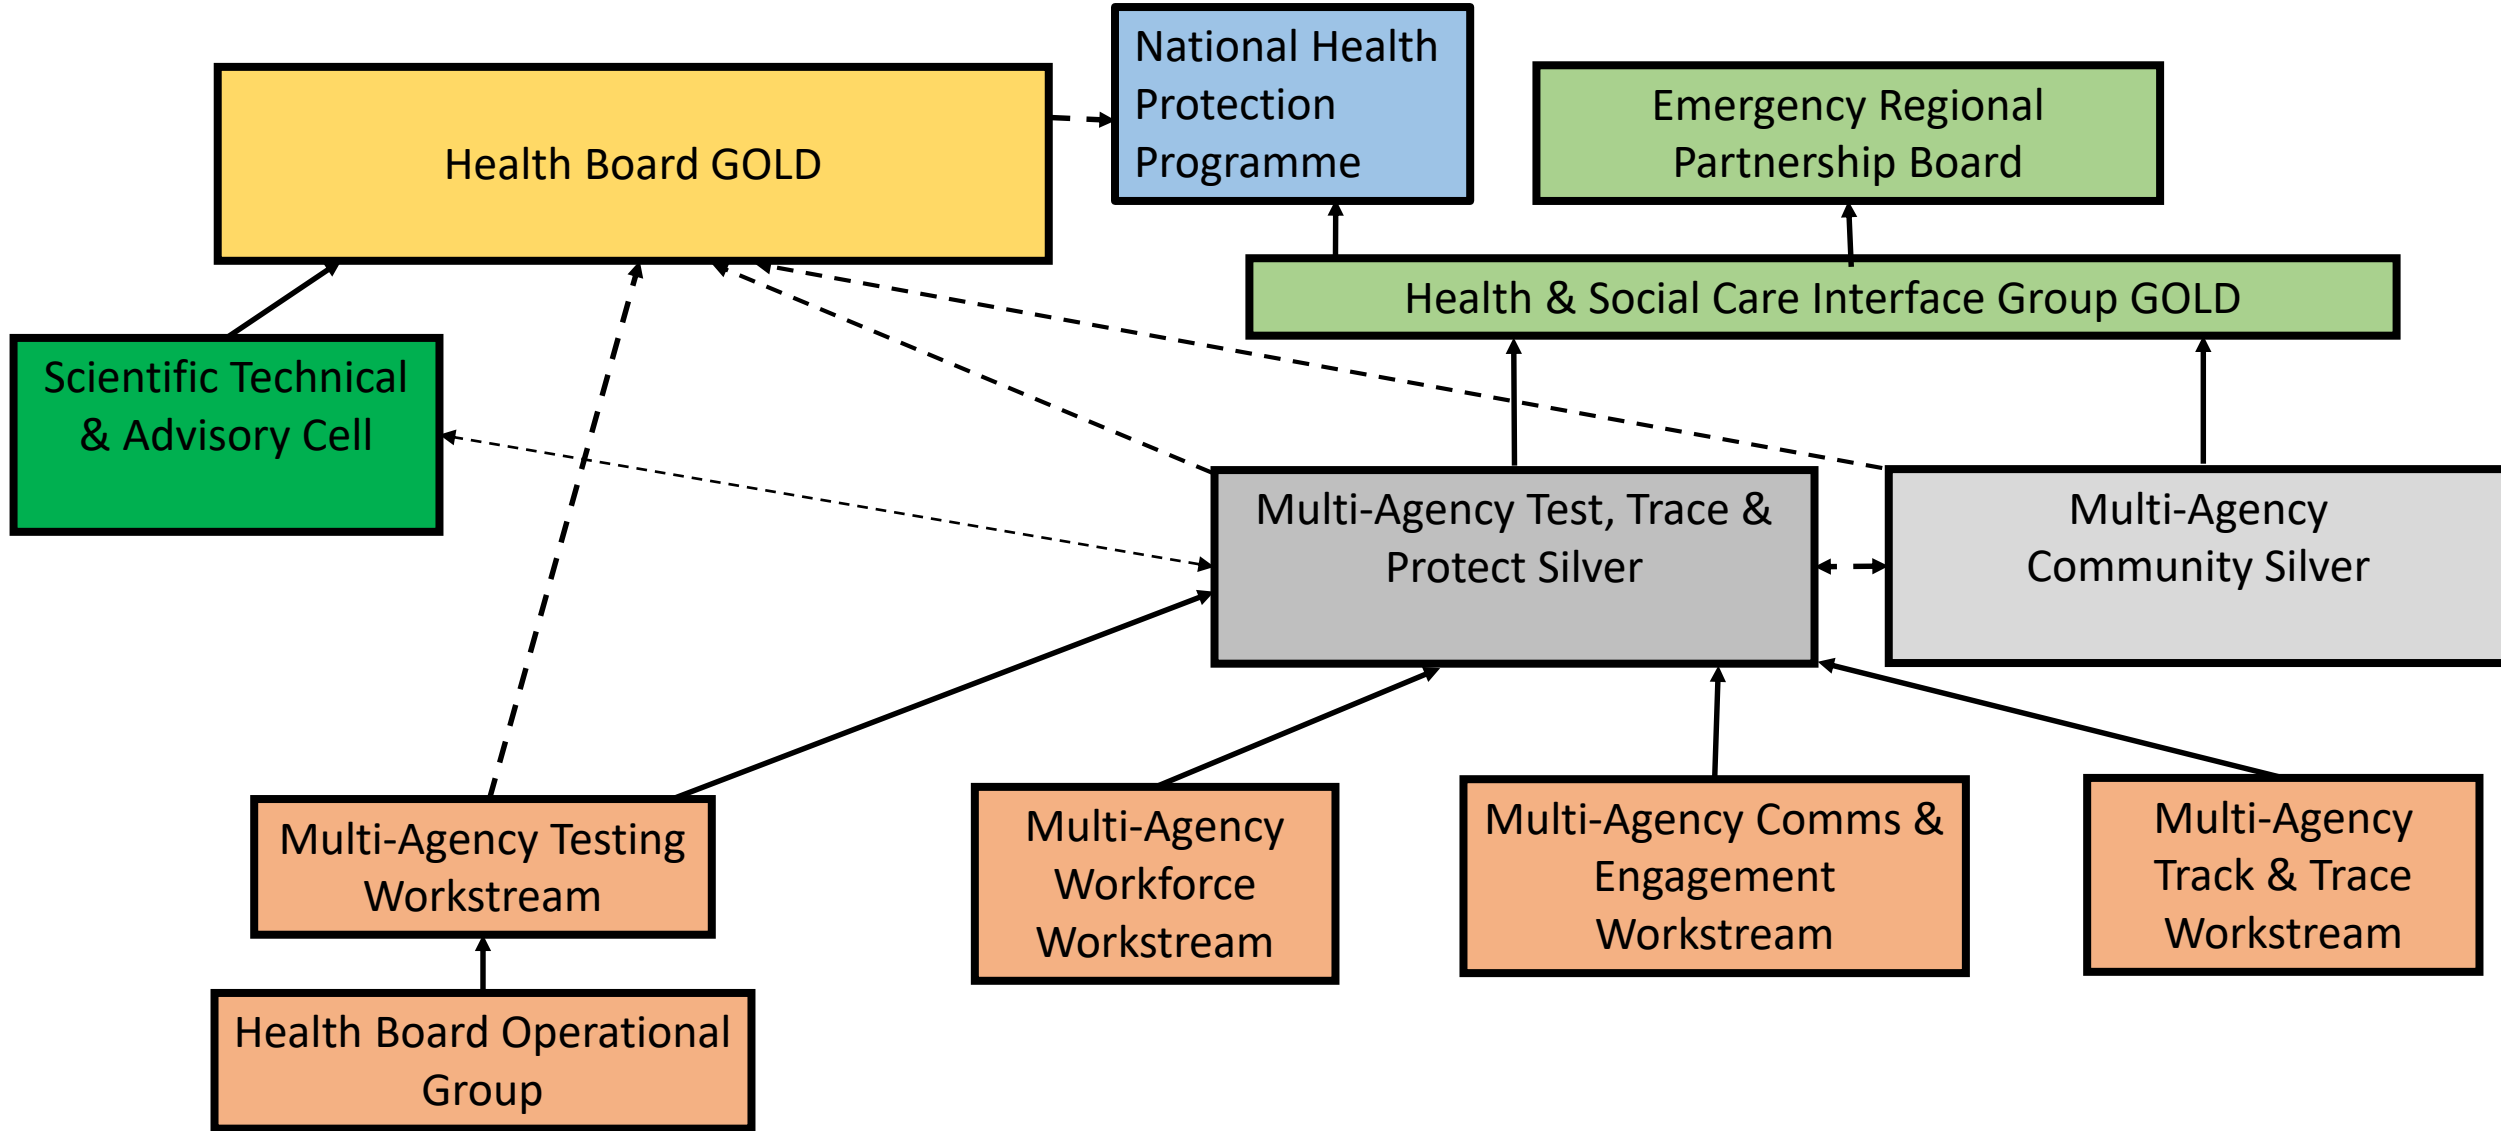 National Health
Protection
Programme
Health Board GOLD
Emergency Regional
Partnership Board
Health & Social Care Interface Group GOLD
Scientific Technical
& Advisory Cell
Multi-Agency Test, Trace &
Protect Silver
Multi-Agency
Community Silver
Multi-Agency Testing
Workstream
Multi-Agency
Workforce
Workstream
Multi-Agency Comms &
Engagement
Workstream
Multi-Agency
Track & Trace
Workstream
Health Board Operational
Group